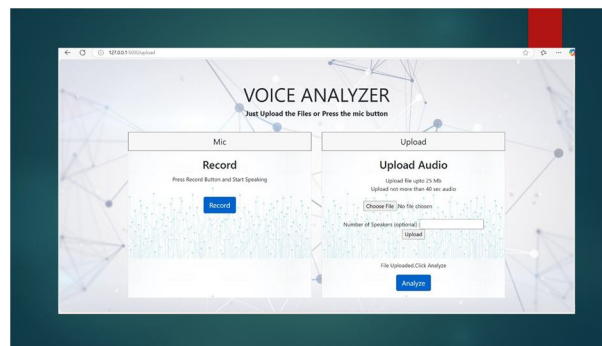 127.0.0.1:5000/upload
VOICE ANALYZER
Just Upload the Files or Press the mic button
Mic
Record
Press Record Button and Start Speaking
Record
Upload
Upload Audio
Upload file upto 25 Mb
Upload not more than 40 sec audio
Choose File No file chosen
Number of Speakers (optional) :
Upload
File Uploaded.Click Analyze
Analyze